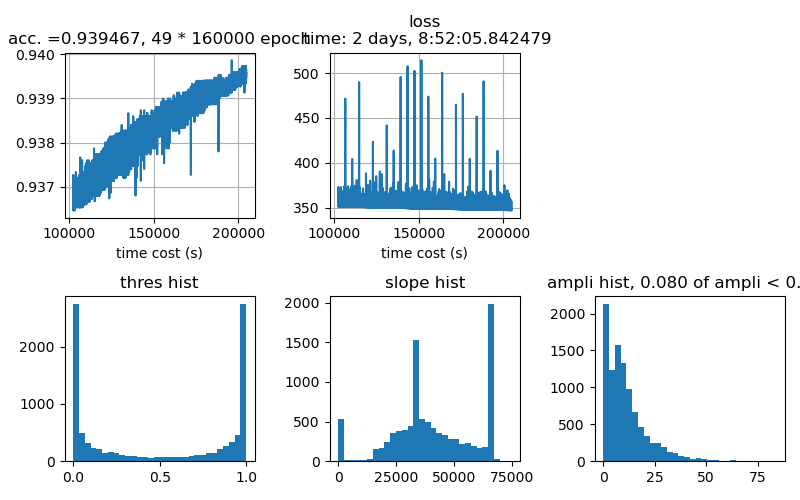 loss
acc. =0.939467, 49 * 160000 epoch
time: 2 days, 8:52:05.842479
0.940
0.939
0.938
0.937
100000 150000 200000
time cost (s)
500
450
400
350
100000 150000 200000
time cost (s)
thres hist
2000
1000
0
0.0 0.5 1.0
slope hist
2000
1500
1000
500
0
0 25000 50000 75000
ampli hist, 0.080 of ampli < 0.
2000
1500
1000
500
0
0 25 50 75